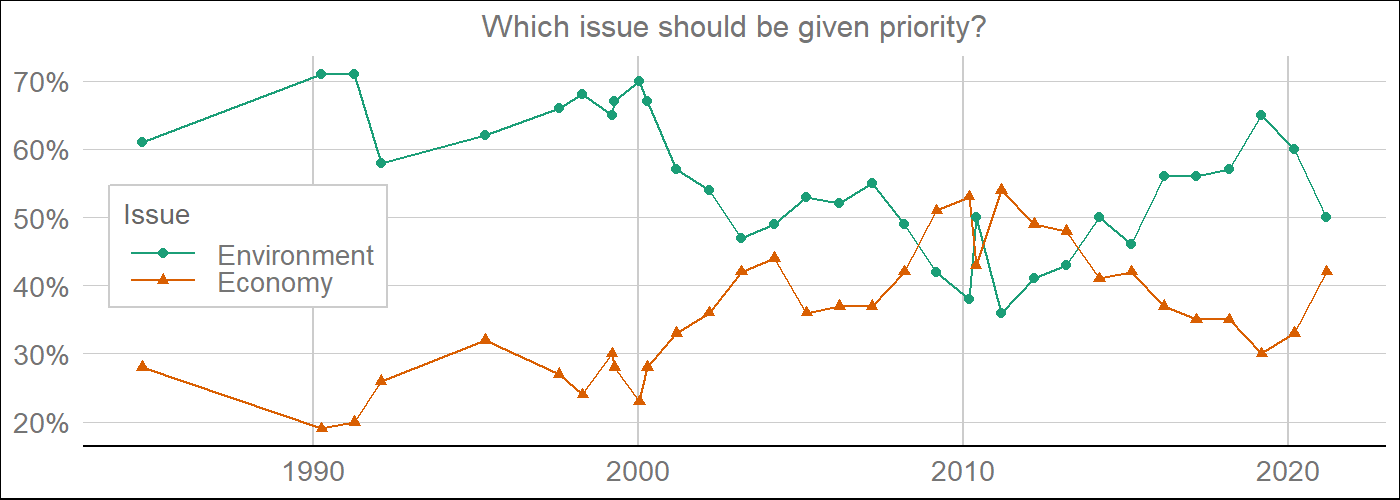 Which issue should be given priority?
70%
60%
50%
40%
30%
20%
Issue
Environment
Economy
1990 2000 2010 2020